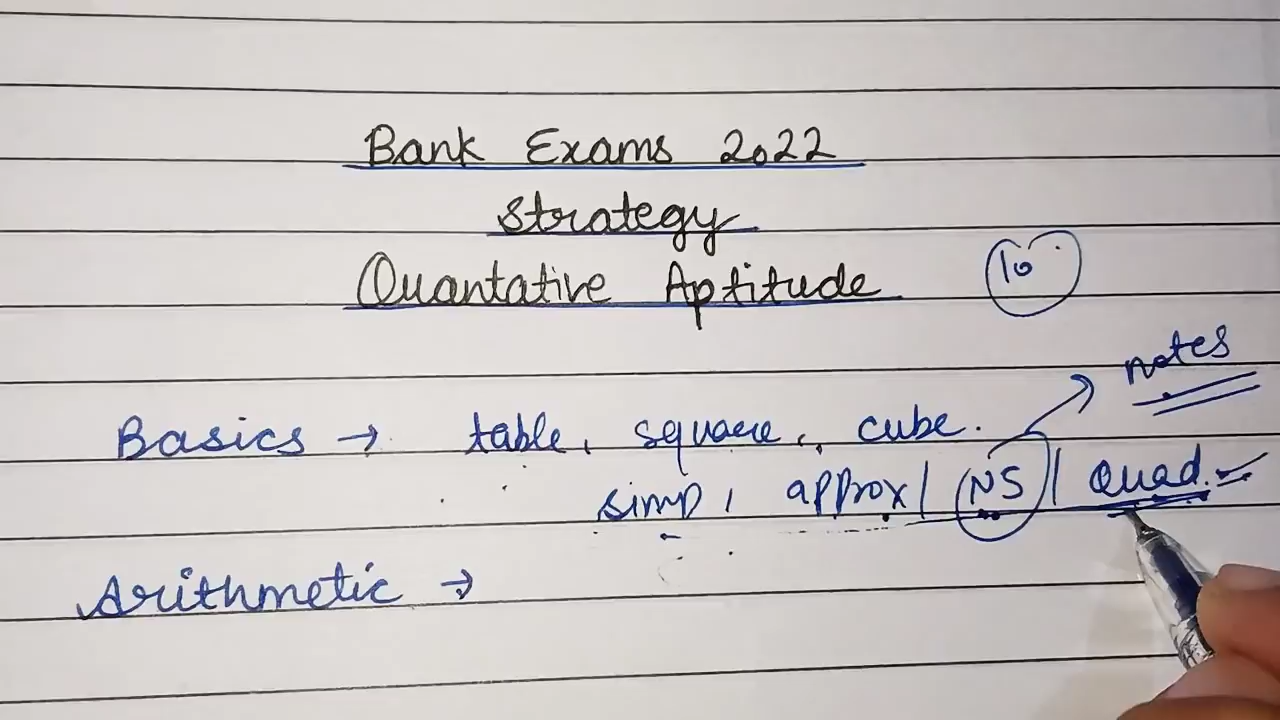 Bank Exams 2022
Strategy
Quantative Aptitude 10
notes
Basics → table, square, cube.
simp, approx / NS / Quad.
Arithmetic →